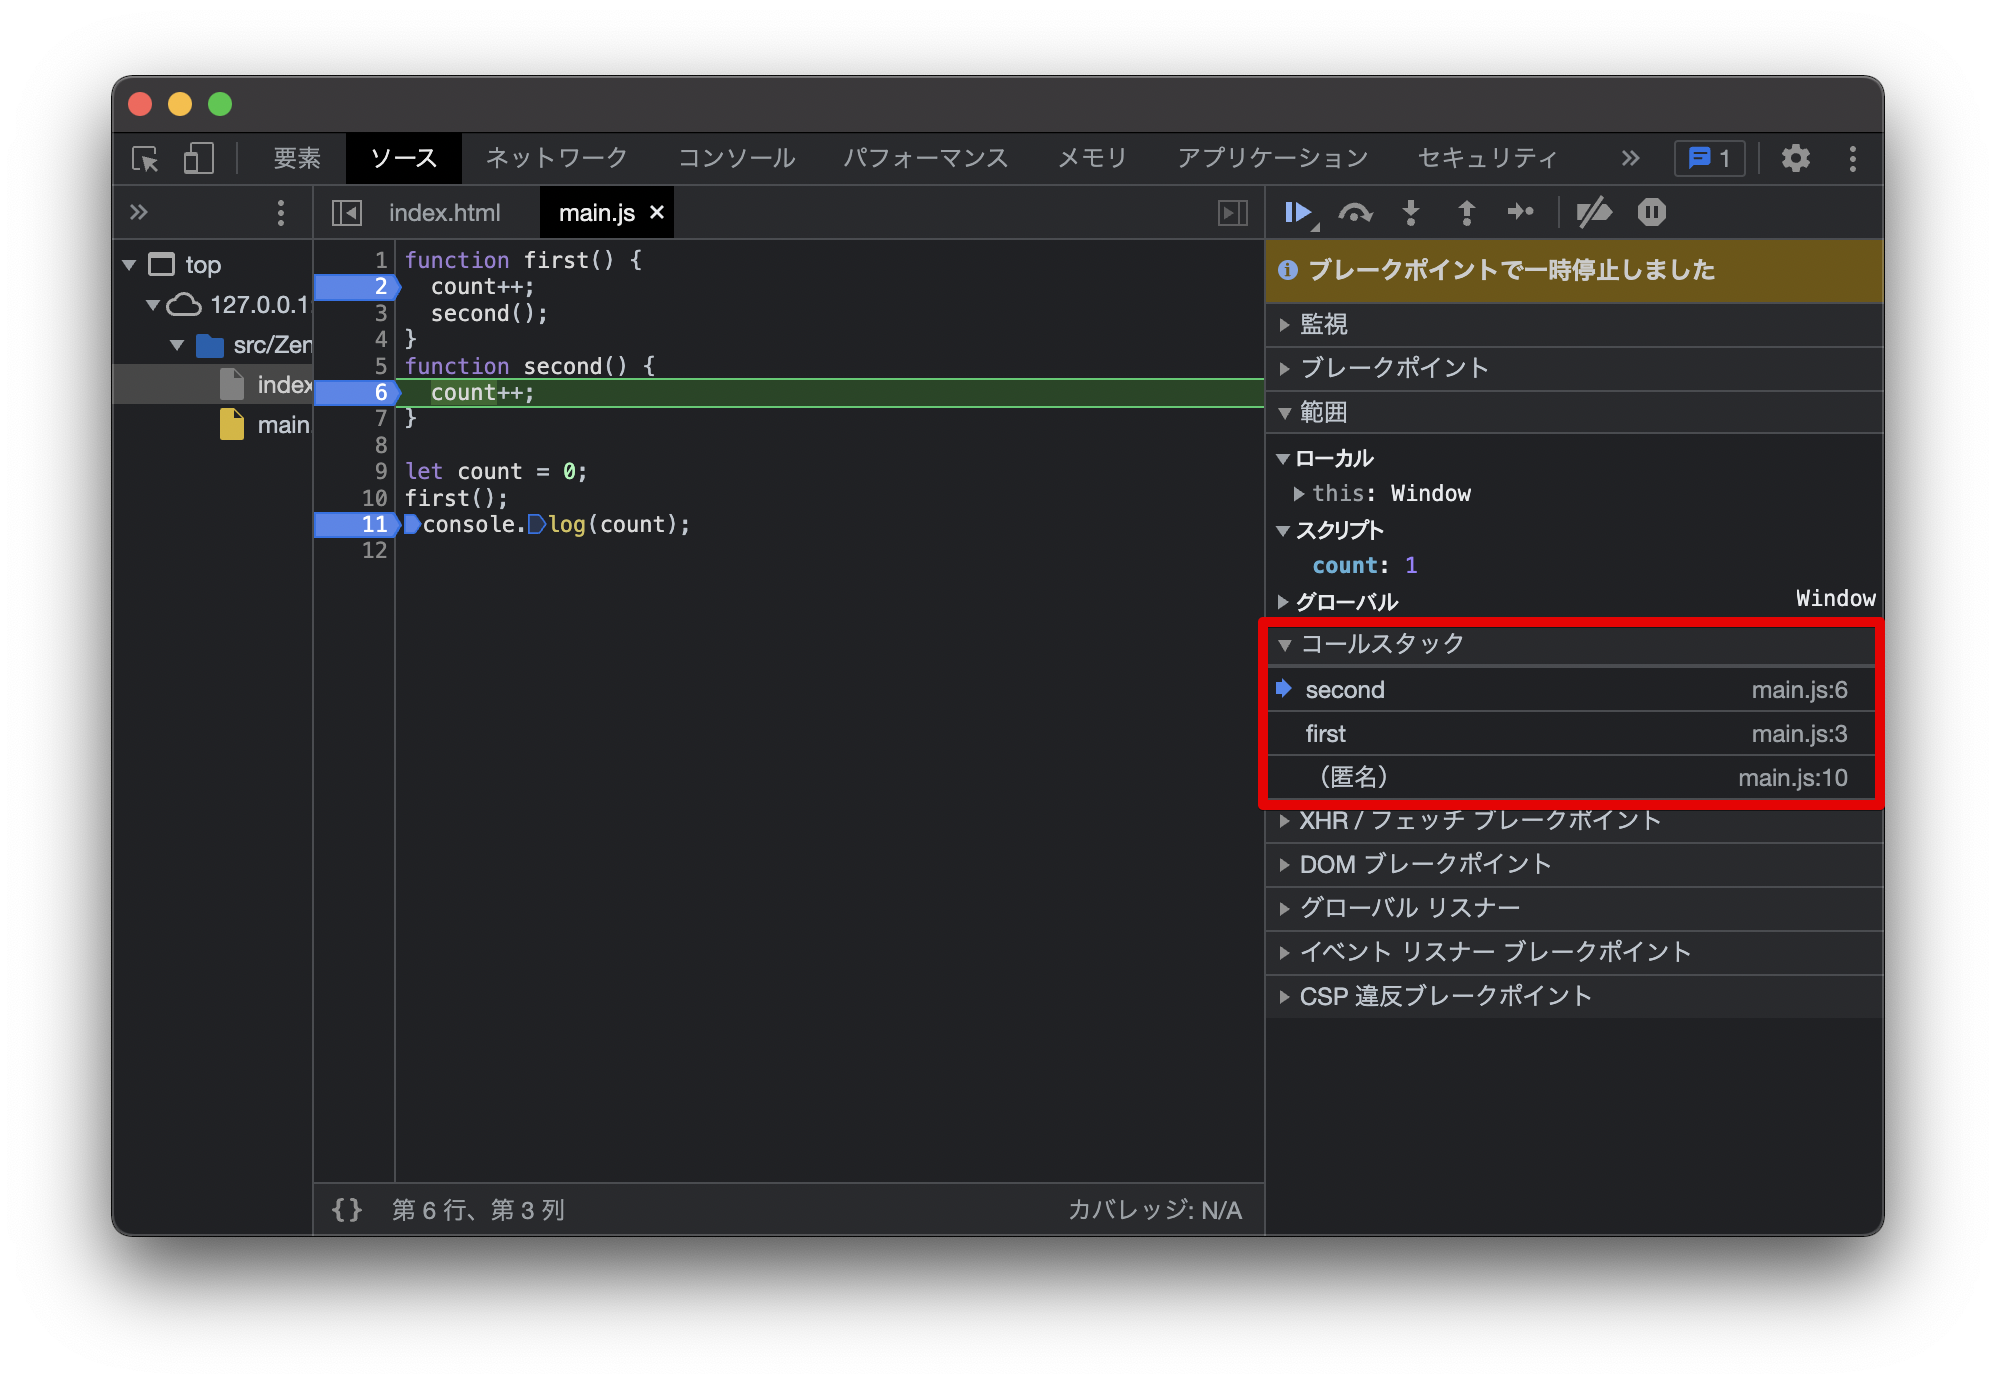 要素 ソース ネットワーク コンソール パフォーマンス メモリ アプリケーション セキュリティ 1
index.html main.js
top
127.0.0.1
src/Zen
index
main.
1 function first() {
2 count++;
3 second();
4 }
5 function second() {
6 count++;
7 }
8
9 let count = 0;
10 first();
11 console.log(count);
12
{} 第 6 行、第 3 列 カバレッジ: N/A
ブレークポイントで一時停止しました
監視
ブレークポイント
範囲
ローカル
this: Window
スクリプト
count: 1
グローバル Window
コールスタック
second main.js:6
first main.js:3
（匿名） main.js:10
XHR / フェッチ ブレークポイント
DOM ブレークポイント
グローバル リスナー
イベント リスナー ブレークポイント
CSP 違反ブレークポイント